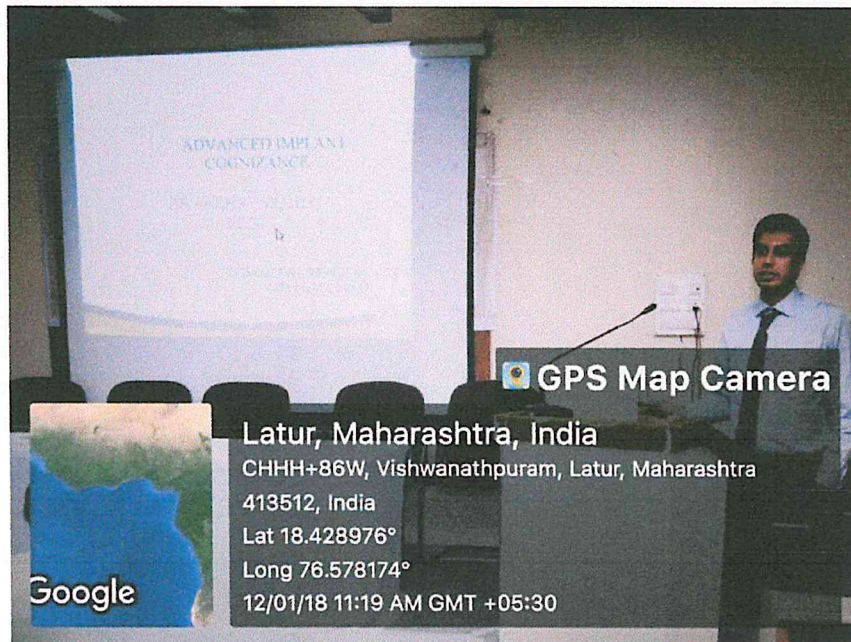 ADVANCED IMPLANT
COGNIZANCE
GPS Map Camera
Latur, Maharashtra, India
CHHH+86W, Vishwanathpuram, Latur, Maharashtra
413512, India
Lat 18.428976°
Long 76.578174°
12/01/18 11:19 AM GMT +05:30
Google